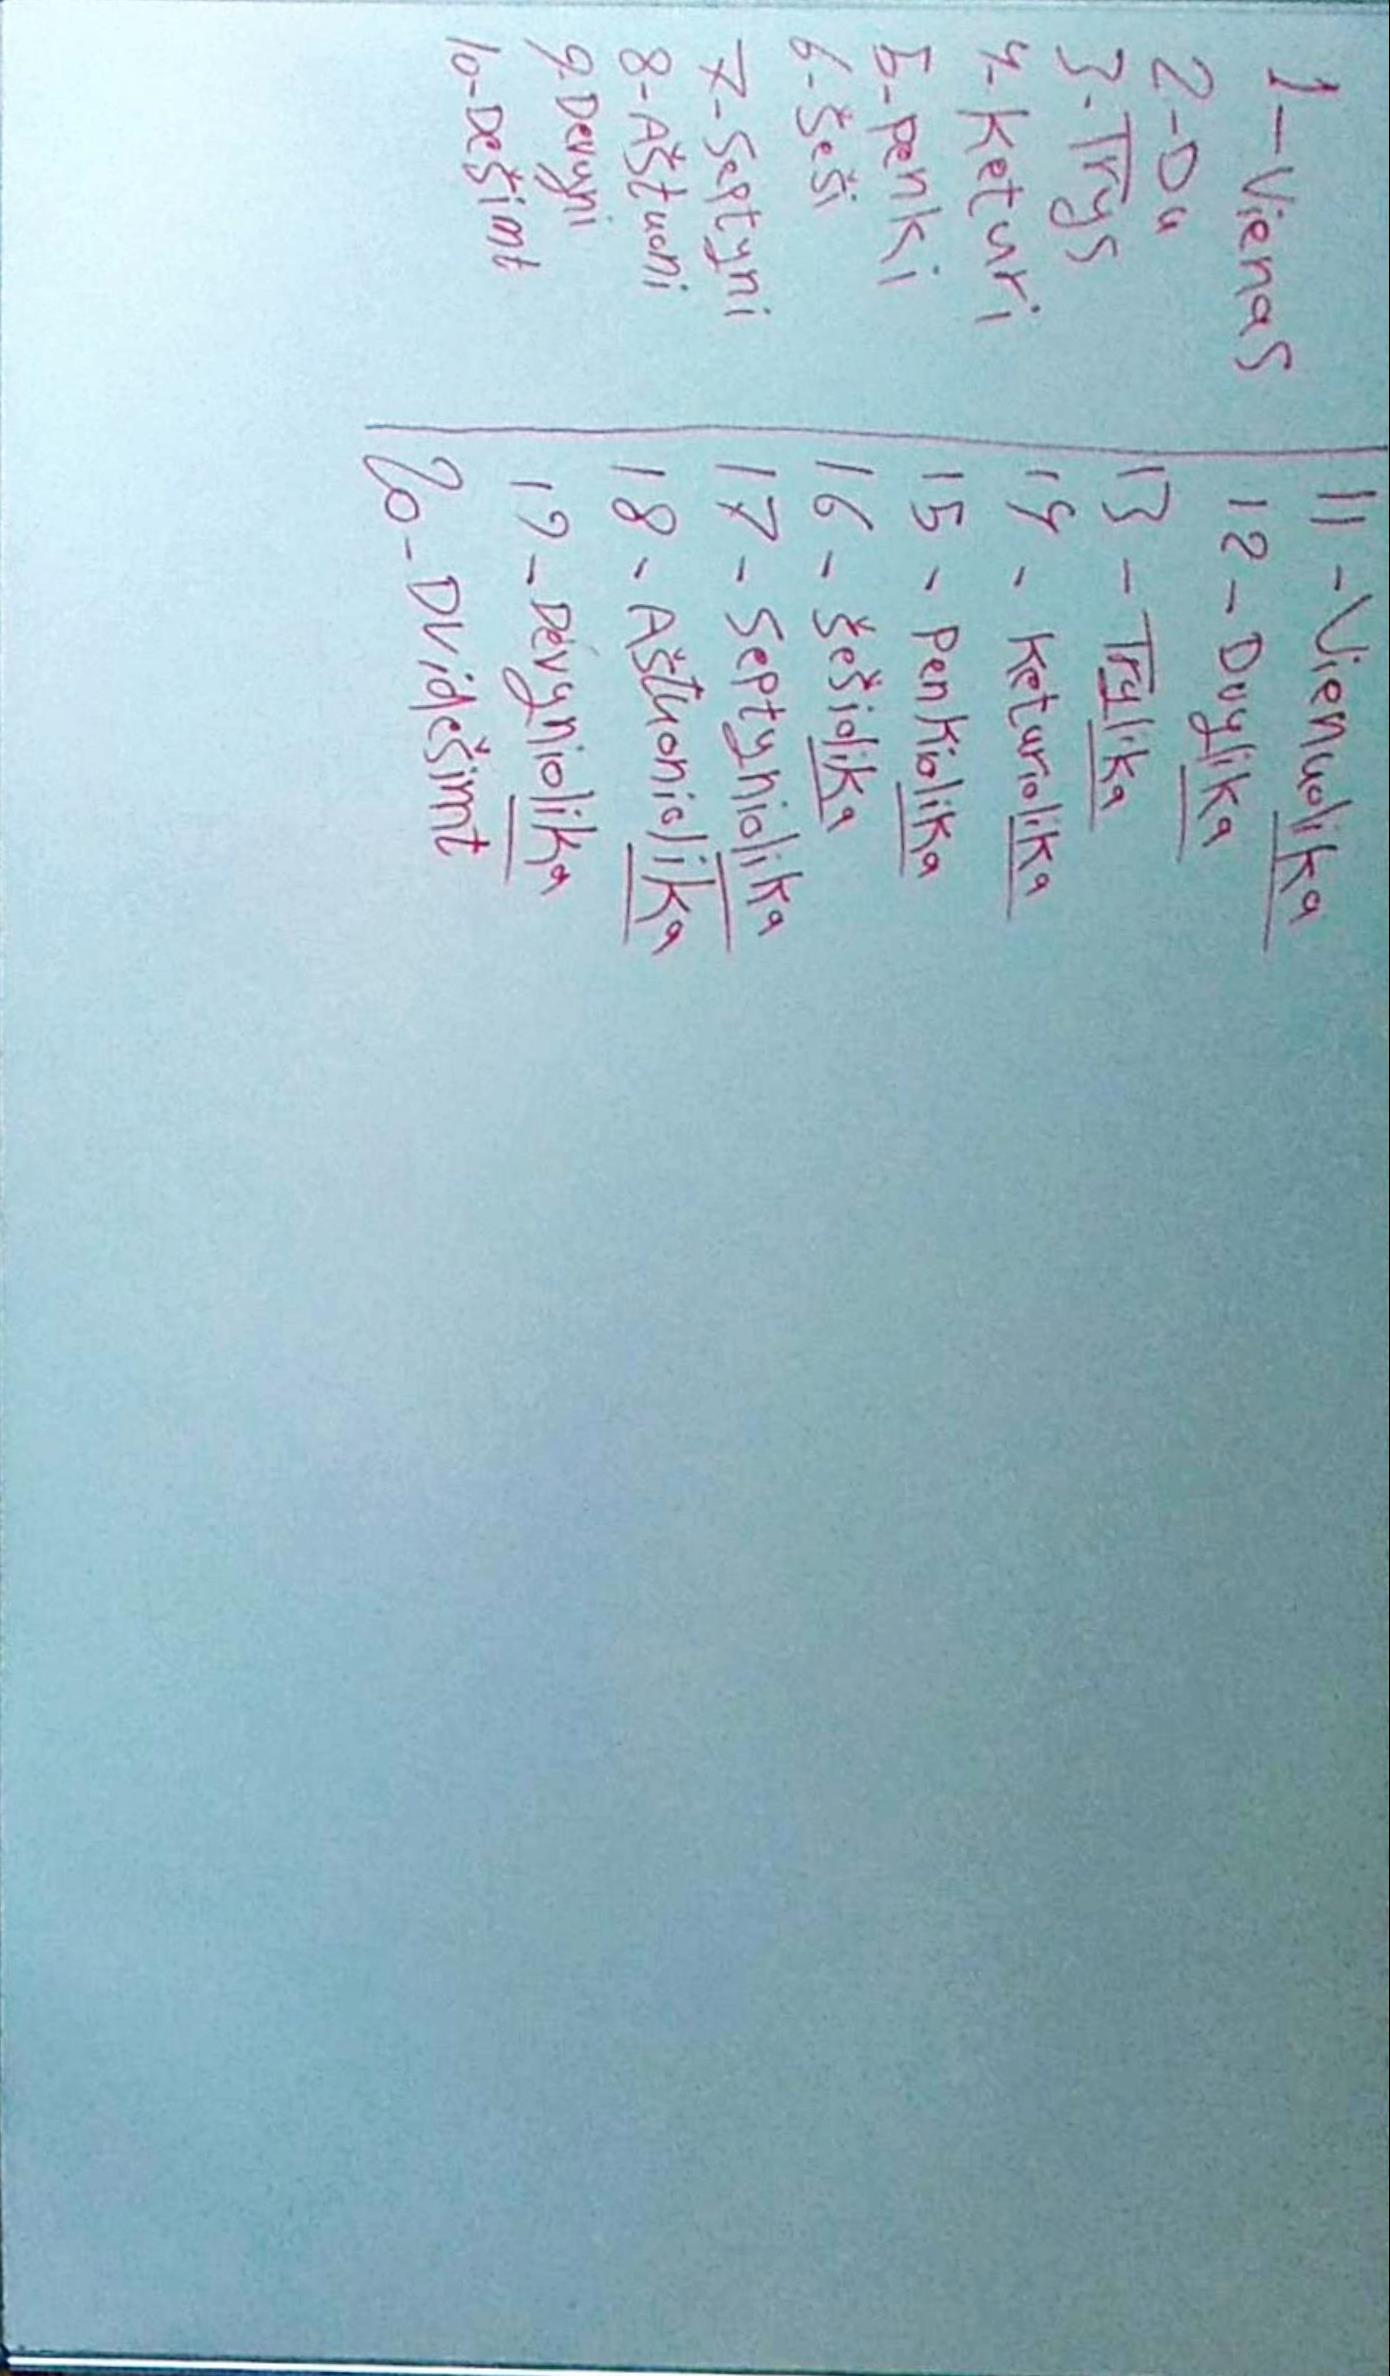 1-Vienas
2-Du
3-Trys
4-Keturi
5-penki
6-šeši
7-septyni
8-Aštuoni
9-Devyni
10-Dešimt
11-Vienuolika
12-Dvylika
13-Trylika
14-keturiolika
15-penkiolika
16-šešiolika
17-septyniolika
18-Aštuoniolika
19-Devyniolika
20-Dvidešimt